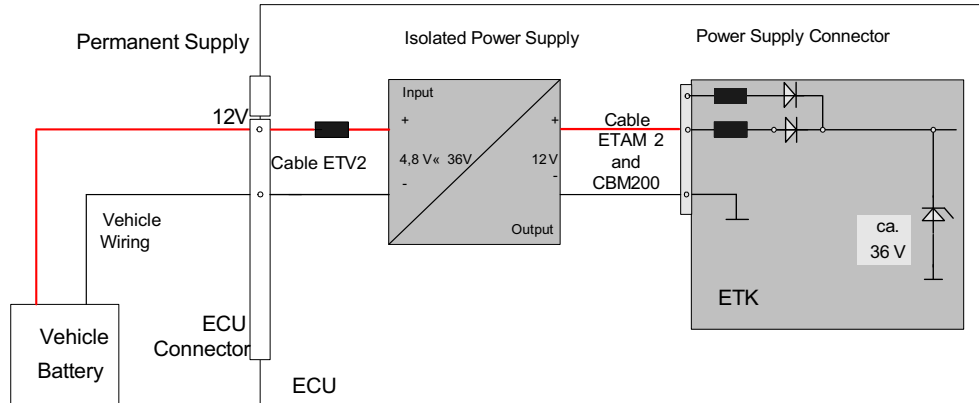 Permanent Supply
Isolated Power Supply
Power Supply Connector
12V
Cable ETV2
Input
+
4,8 V« 36V
-
+
12V
-
Output
Cable
ETAM 2
and
CBM200
ca.
36 V
ETK
Vehicle
Wiring
Vehicle
Battery
ECU
Connector
ECU